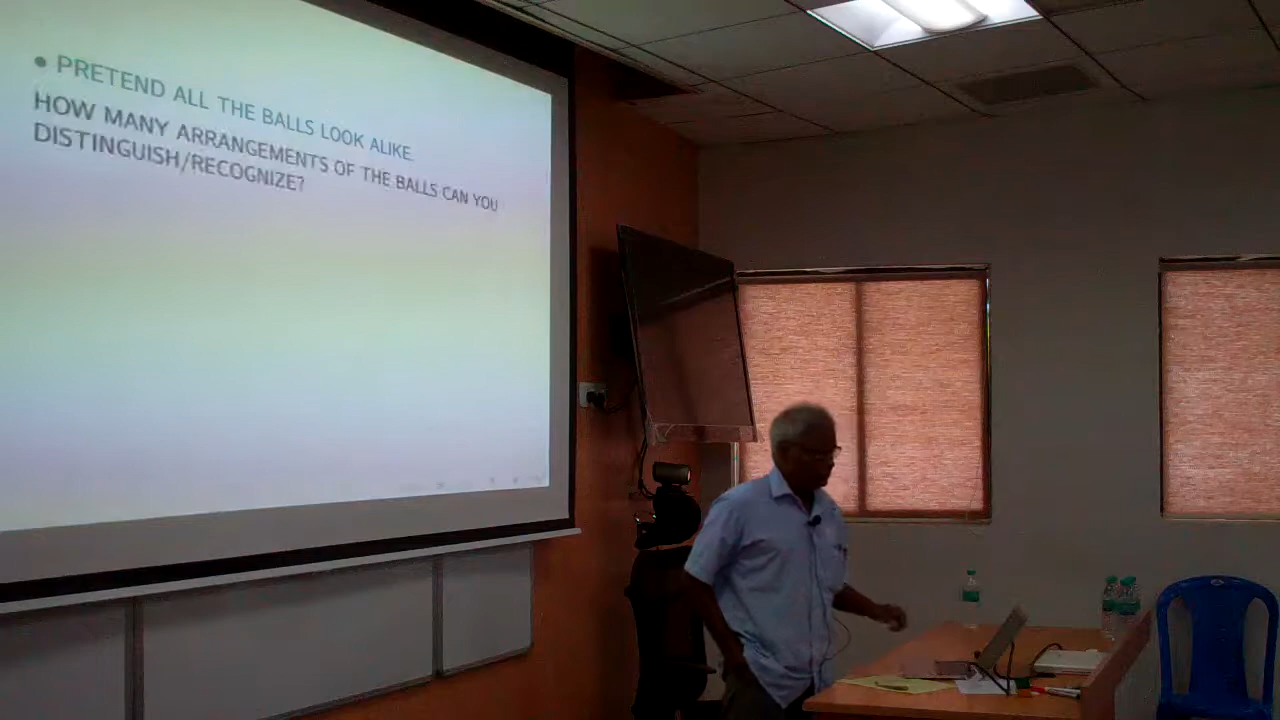 • PRETEND ALL THE BALLS LOOK ALIKE.
HOW MANY ARRANGEMENTS OF THE BALLS CAN YOU
DISTINGUISH/RECOGNIZE?